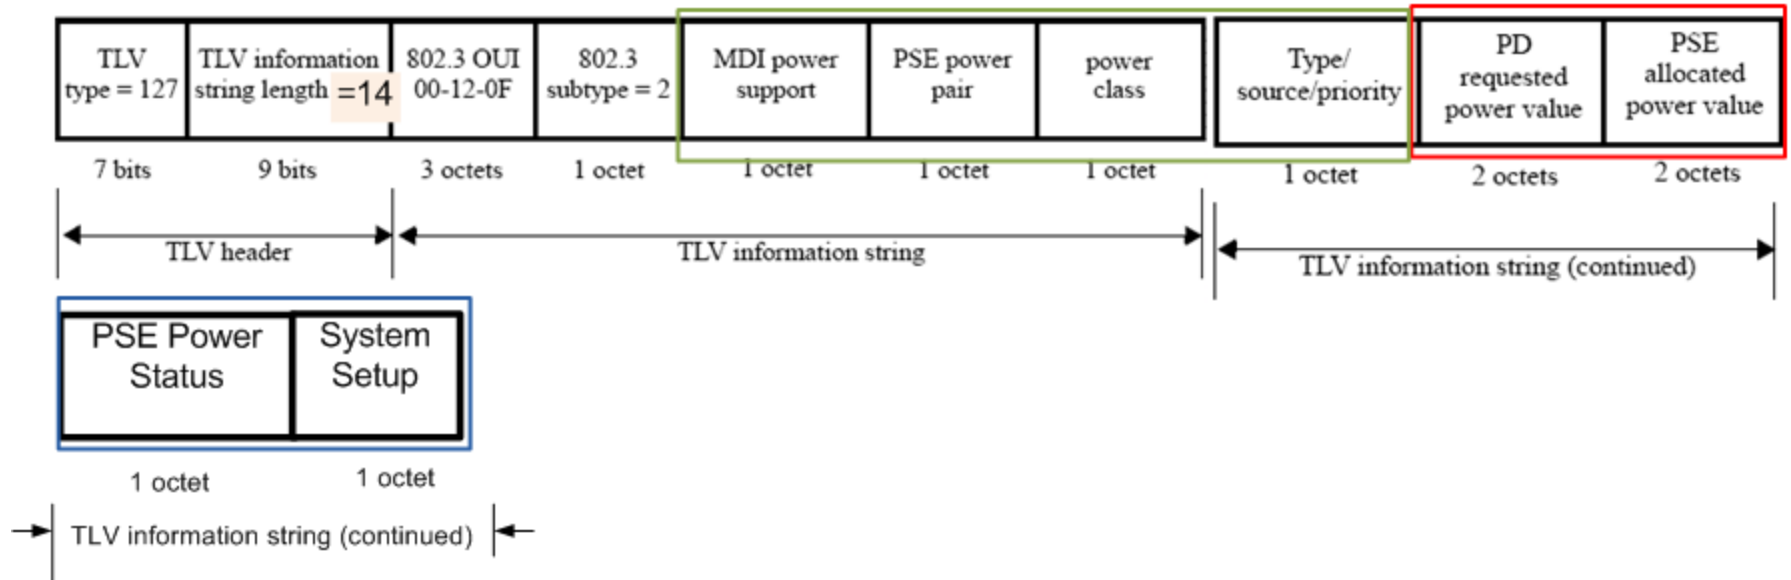 TLV
type = 127
TLV information
string length =14
802.3 OUI
00-12-0F
802.3
subtype = 2
MDI power
support
PSE power
pair
power
class
Type/
source/priority
PD
requested
power value
PSE
allocated
power value
7 bits
9 bits
3 octets
1 octet
1 octet
1 octet
1 octet
1 octet
2 octets
2 octets
TLV header
TLV information string
TLV information string (continued)
PSE Power
Status
System
Setup
1 octet
1 octet
TLV information string (continued)